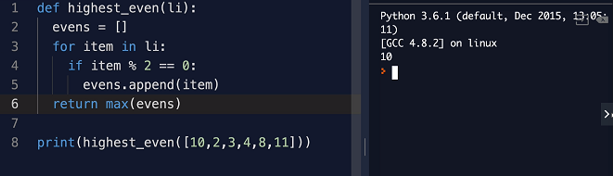 1 def highest_even(li):
2   evens = []
3   for item in li:
4     if item % 2 == 0:
5       evens.append(item)
6   return max(evens)
7
8 print(highest_even([10,2,3,4,8,11]))
Python 3.6.1 (default, Dec 2015, 13:05:
11)
[GCC 4.8.2] on linux
10
>